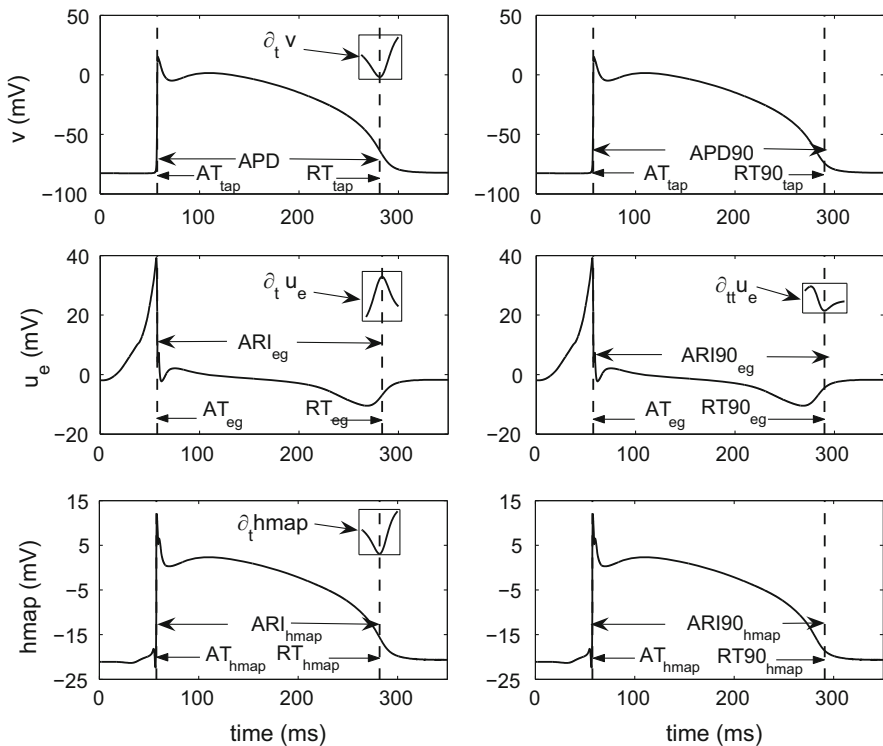 50
0
−50
−100
v (mV)
∂t v
APD
ATtap
RTtap
0
100
200
300
50
0
−50
−100
APD90
ATtap
RT90tap
0
100
200
300
40
20
0
−20
ue (mV)
∂t ue
ARIeg
ATeg
RTeg
0
100
200
300
40
20
0
−20
∂tt ue
ARI90eg
ATeg
RT90eg
0
100
200
300
15
5
−5
−15
−25
hmap (mV)
∂thmap
ARIhmap
AThmap
RThmap
0
100
200
300
time (ms)
15
5
−5
−15
−25
ARI90hmap
AThmap
RT90hmap
0
100
200
300
time (ms)